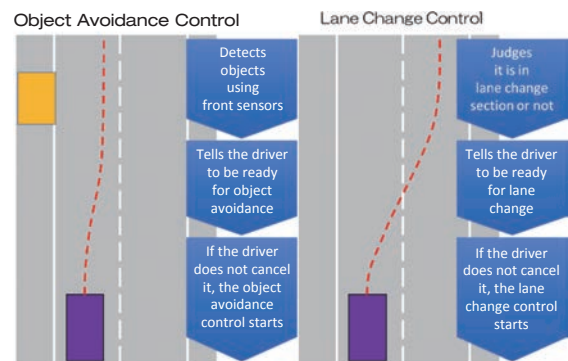 Object Avoidance Control
Detects
objects
using
front sensors
Tells the driver
to be ready
for object
avoidance
If the driver
does not cancel
it, the object
avoidance
control starts
Lane Change Control
Judges
it is in
lane change
section or not
Tells the driver
to be ready
for lane
change
If the driver
does not cancel
it, the lane
change control
starts